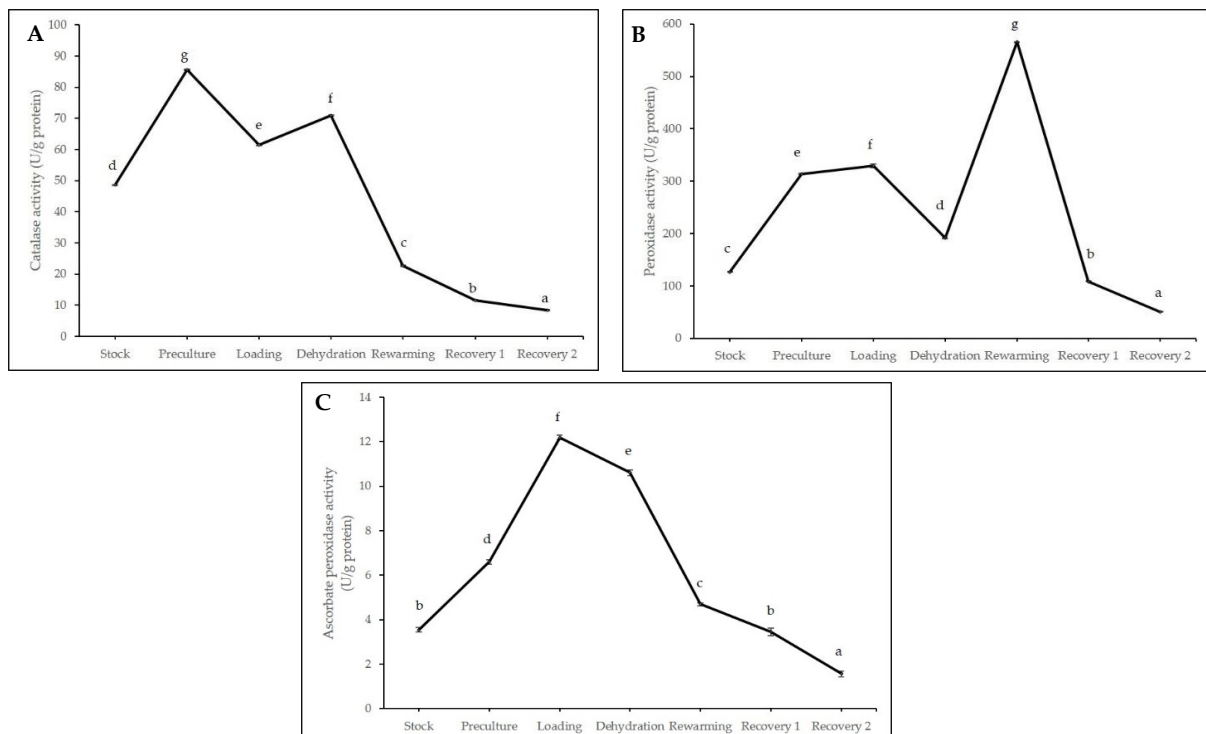 A
Catalase activity (U/g protein)
100
90
80
70
60
50
40
30
20
10
0
d
g
e
f
c
b
a
Stock Preculture Loading Dehydration Rewarming Recovery 1 Recovery 2
B
Peroxidase activity (U/g protein)
600
500
400
300
200
100
0
c
e
f
d
g
b
a
Stock Preculture Loading Dehydration Rewarming Recovery 1 Recovery 2
C
Ascorbate peroxidase activity
(U/g protein)
14
12
10
8
6
4
2
0
b
d
f
e
c
b
a
Stock Preculture Loading Dehydration Rewarming Recovery 1 Recovery 2